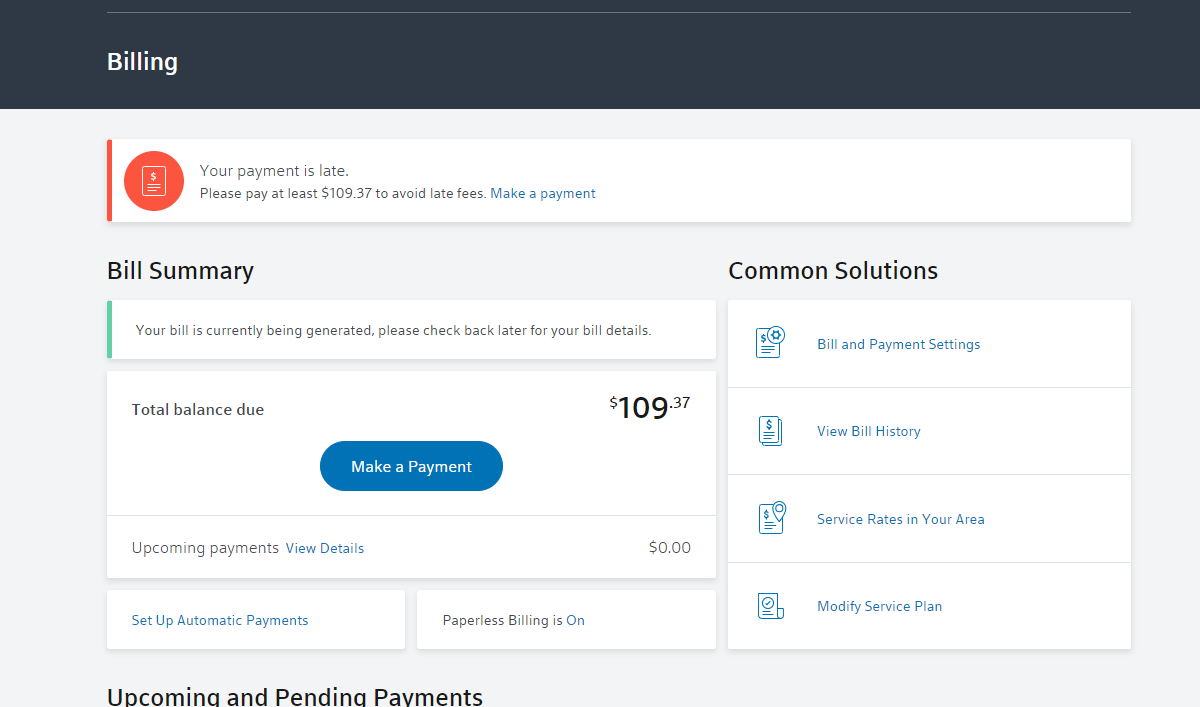 Billing
Your payment is late.
Please pay at least $109.37 to avoid late fees. Make a payment
Bill Summary
Your bill is currently being generated, please check back later for your bill details.
Total balance due
$109.37
Make a Payment
Upcoming payments View Details
$0.00
Set Up Automatic Payments
Paperless Billing is On
Common Solutions
Bill and Payment Settings
View Bill History
Service Rates in Your Area
Modify Service Plan
Upcoming and Pending Payments